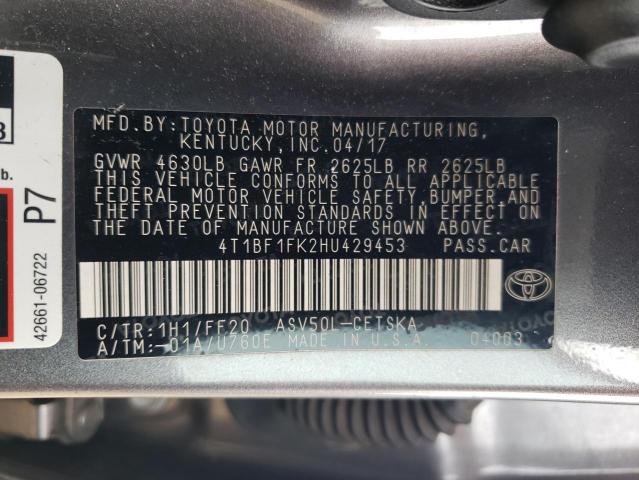 MFD.BY:TOYOTA MOTOR MANUFACTURING,
KENTUCKY,INC.04/17
GVWR 4630LB GAWR FR 2625LB RR 2625LB
THIS VEHICLE CONFORMS TO ALL APPLICABLE
FEDERAL MOTOR VEHICLE SAFETY,BUMPER,AND
THEFT PREVENTION STANDARDS IN EFFECT ON
THE DATE OF MANUFACTURE SHOWN ABOVE.
4T1BF1FK2HU429453 PASS.CAR
C/TR:1H1/FF20 ASV50L-CETSKA
A/TM:-01A/U760E MADE IN U.S.A. 04003
3
b.
P7
42661-06722